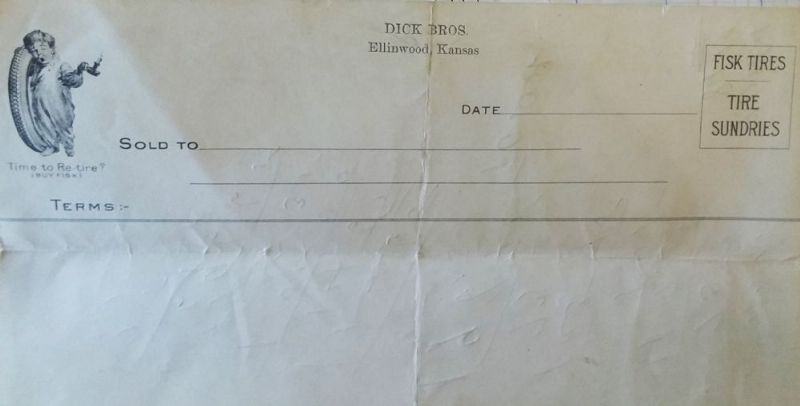 DICK BROS.
Ellinwood, Kansas
FISK TIRES
TIRE
SUNDRIES
DATE
SOLD TO
Time to Re-tire?
(BUY FISK)
TERMS:-